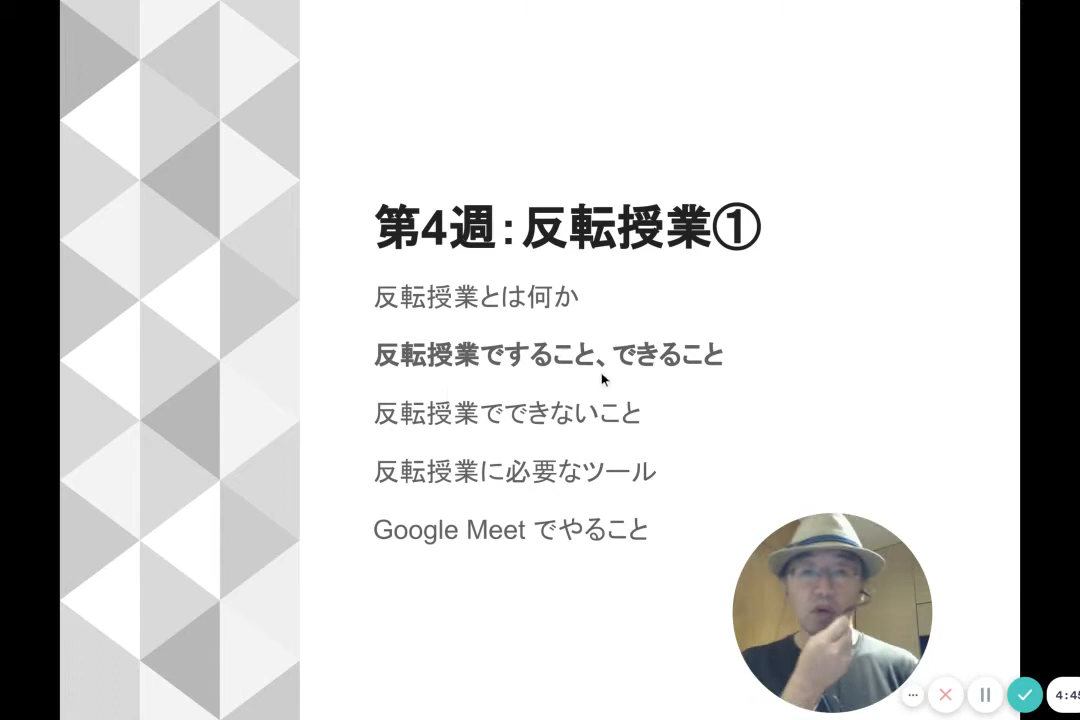 第4週：反転授業①
反転授業とは何か
反転授業ですること、できること
反転授業でできないこと
反転授業に必要なツール
Google Meet でやること
4:45